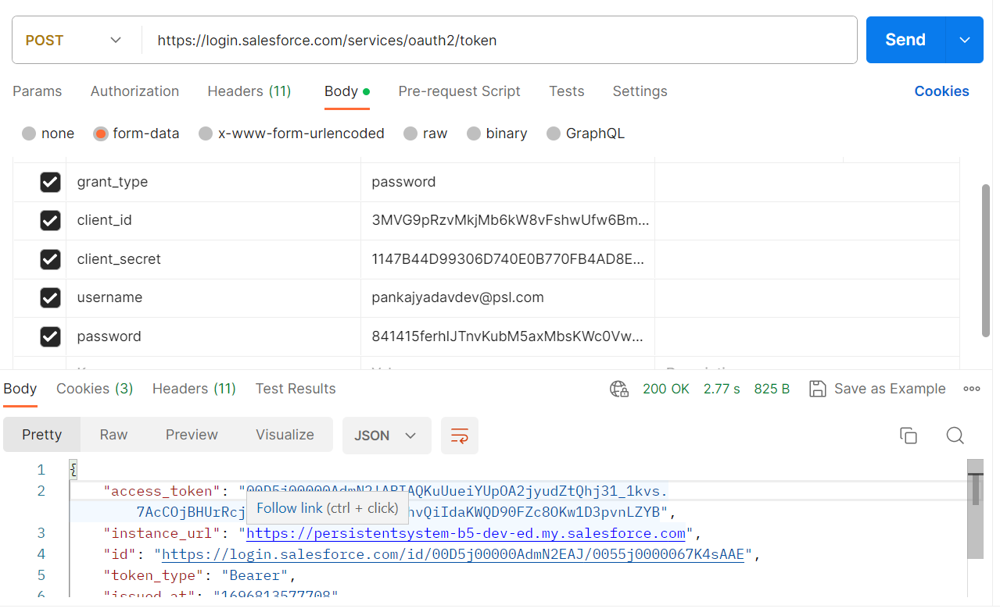 POST https://login.salesforce.com/services/oauth2/token Send
Params Authorization Headers (11) Body Pre-request Script Tests Settings Cookies
none form-data x-www-form-urlencoded raw binary GraphQL
grant_type password
client_id 3MVG9pRzvMkjMb6kW8vFshwUfw6Bm...
client_secret 1147B44D99306D740E0B770FB4AD8E...
username pankajyadavdev@psl.com
password 841415ferhIJTnvKubM5axMbsKWc0Vw...
Body Cookies (3) Headers (11) Test Results 200 OK 2.77 s 825 B Save as Example
Pretty Raw Preview Visualize JSON
1 {
2 "access_token":
7AcCOjBHUrRcj hvQiIdaKWQD90FZc8OKw1D3pvnLZYB",
Follow link (ctrl + click)
3 "instance_url": "https://persistentsystem-b5-dev-ed.my.salesforce.com",
4 "id": "https://login.salesforce.com/id/00D5j00000AdmN2EAJ/0055j0000067K4sAAE",
5 "token_type": "Bearer",
6 "issued_at": "1696813577708"